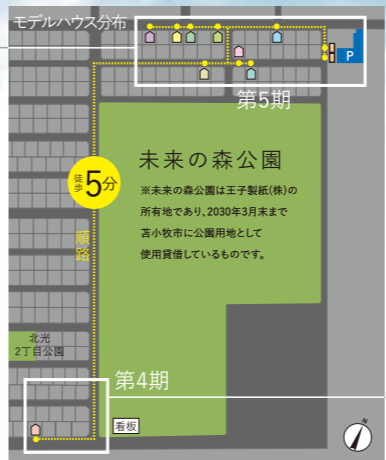 モデルハウス分布
P
第5期
未来の森公園
※未来の森公園は王子製紙(株)の
所有地であり、2030年3月末まで
苫小牧市に公園用地として
使用貸借しているものです。
徒歩5分
順路
北光
2丁目公園
第4期
看板
N